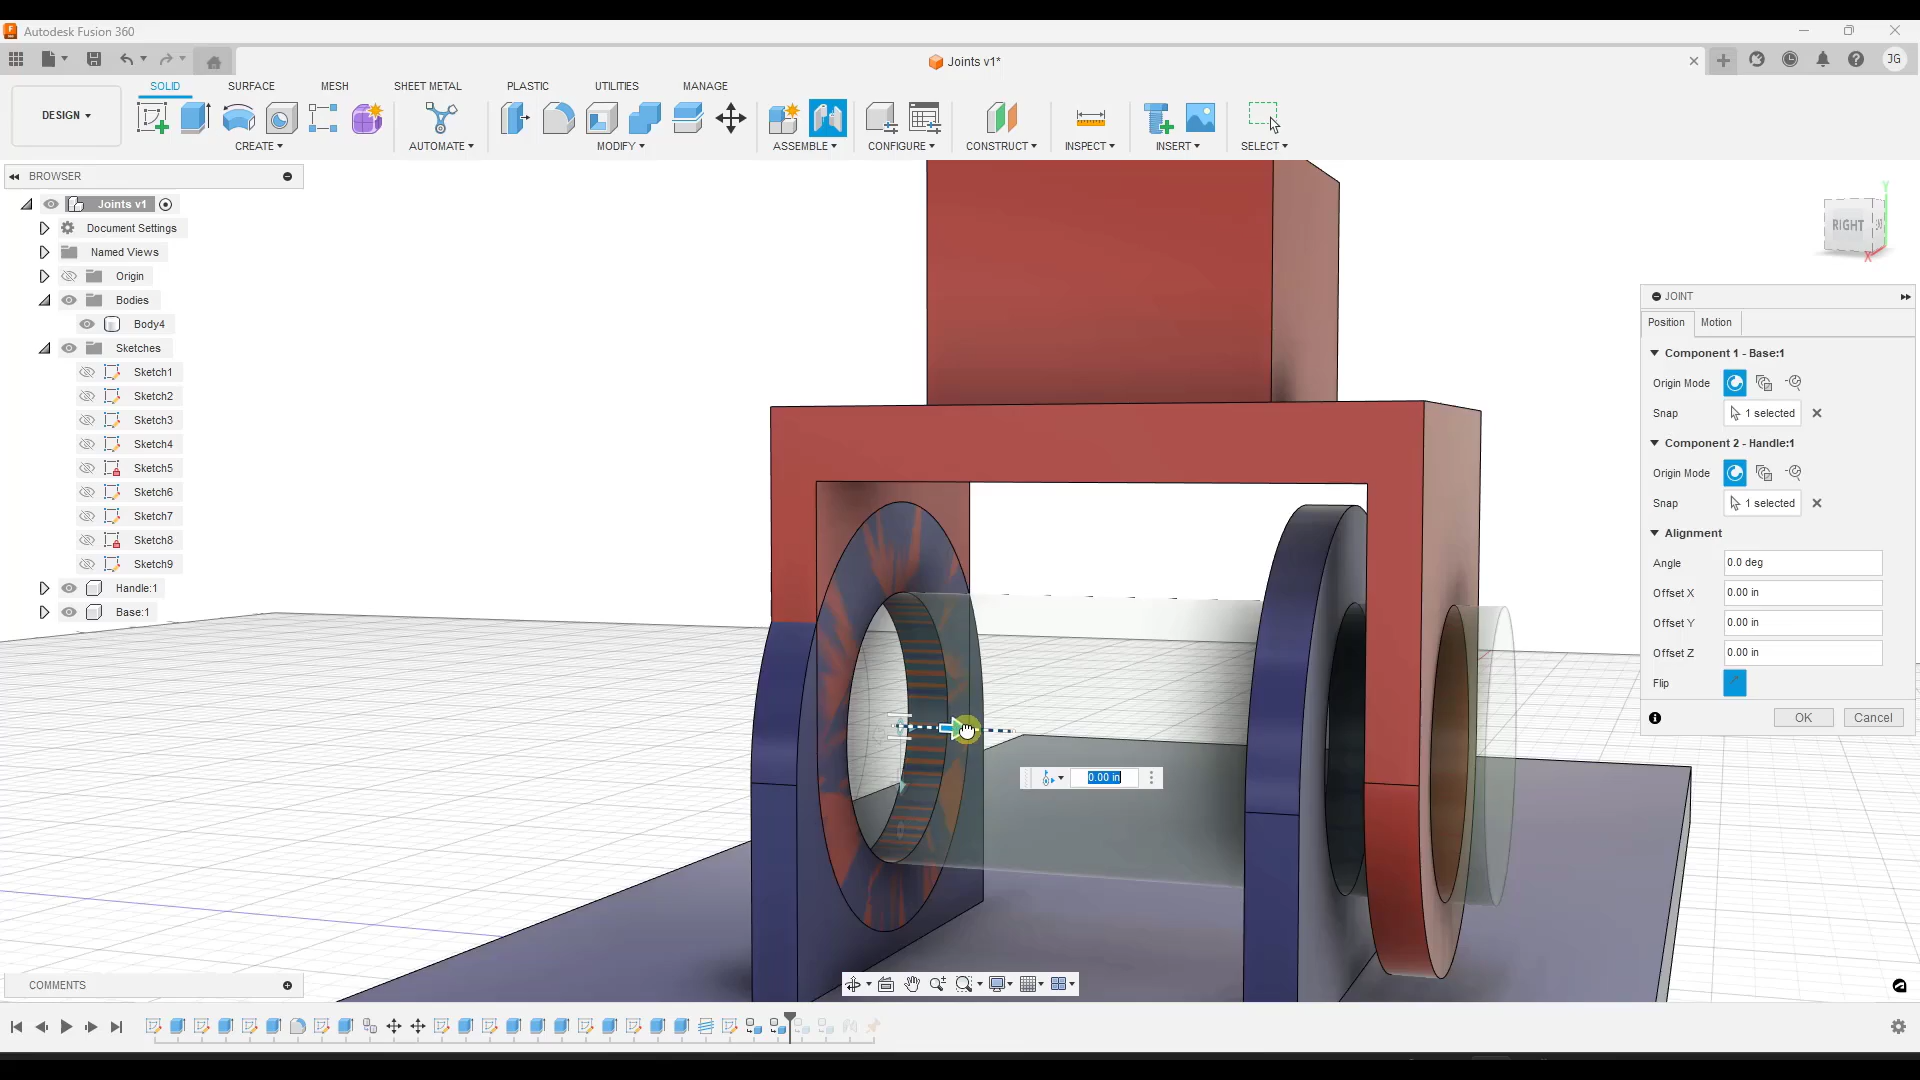 Autodesk Fusion 360
Joints v1*
JG
DESIGN
SOLID SURFACE MESH SHEET METAL PLASTIC UTILITIES MANAGE
CREATE AUTOMATE MODIFY ASSEMBLE CONFIGURE CONSTRUCT INSPECT INSERT SELECT
BROWSER
Joints v1
Document Settings
Named Views
Origin
Bodies
Body4
Sketches
Sketch1
Sketch2
Sketch3
Sketch4
Sketch5
Sketch6
Sketch7
Sketch8
Sketch9
Handle:1
Base:1
Y
RIGHT
X
JOINT
Position Motion
Component 1 - Base:1
Origin Mode
Snap 1 selected
Component 2 - Handle:1
Origin Mode
Snap 1 selected
Alignment
Angle 0.0 deg
Offset X 0.00 in
Offset Y 0.00 in
Offset Z 0.00 in
Flip
OK Cancel
0.00 in
COMMENTS